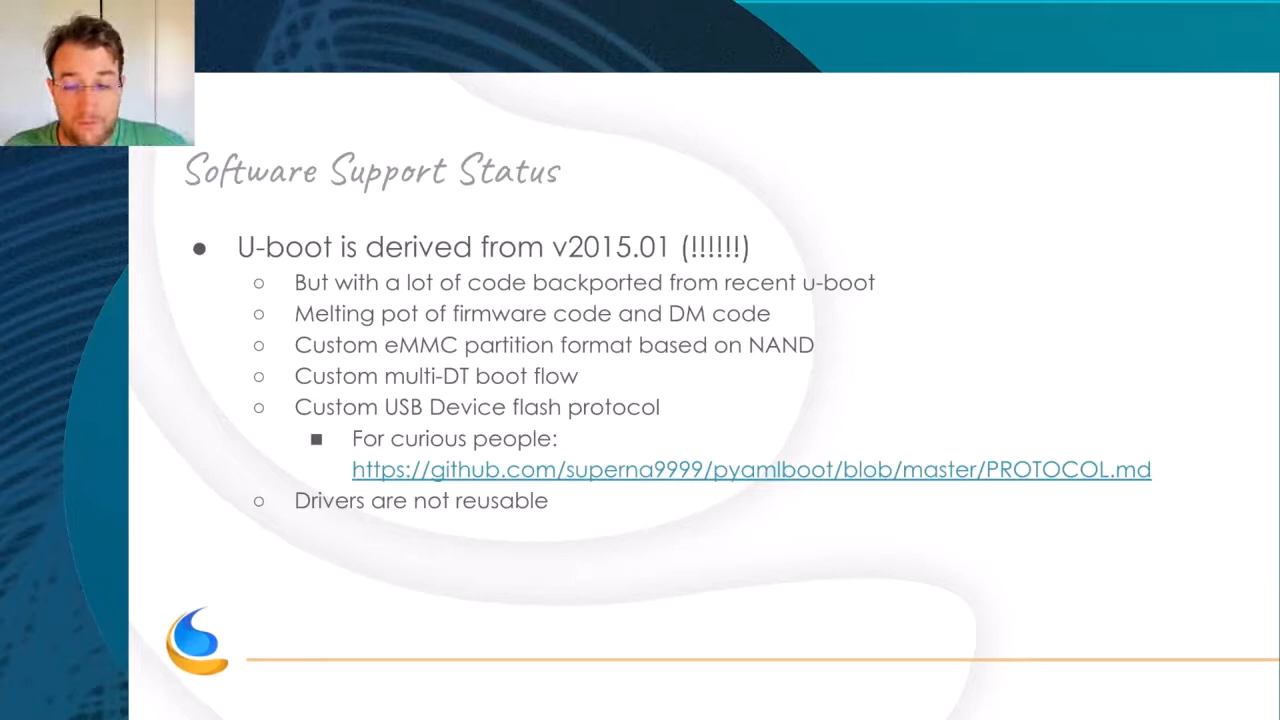 Software Support Status
● U-boot is derived from v2015.01 (!!!!!!)
○ But with a lot of code backported from recent u-boot
○ Melting pot of firmware code and DM code
○ Custom eMMC partition format based on NAND
○ Custom multi-DT boot flow
○ Custom USB Device flash protocol
■ For curious people:
https://github.com/superna9999/pyamlboot/blob/master/PROTOCOL.md
○ Drivers are not reusable